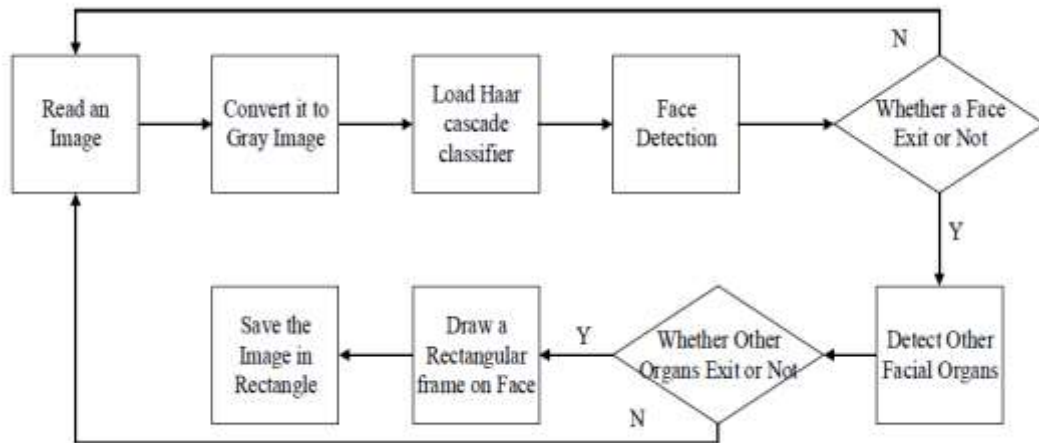 N
Read an
Image
Convert it to
Gray Image
Load Haar
cascade
classifier
Face
Detection
Whether a Face
Exit or Not
Y
Save the
Image in
Rectangle
Draw a
Rectangular
frame on Face
Y
Whether Other
Organs Exit or Not
Detect Other
Facial Organs
N